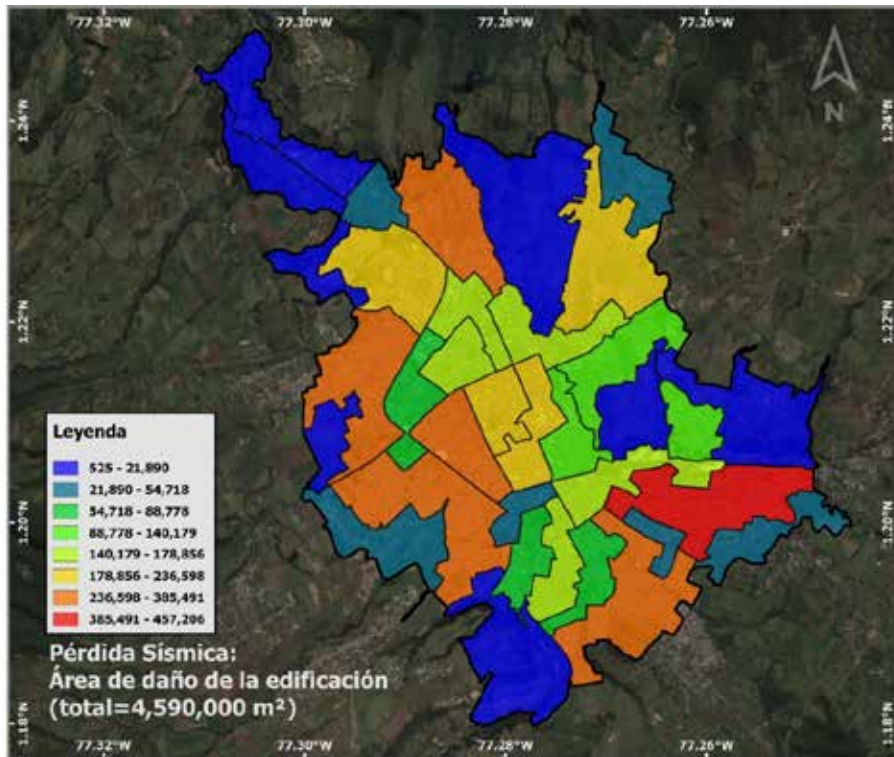 77.32°W 77.30°W 77.28°W 77.26°W
1.24°N 1.24°N
N
1.22°N 1.22°N
Leyenda
525 - 21,890
21,890 - 54,718
54,718 - 88,778
88,778 - 140,179
140,179 - 178,856
178,856 - 236,598
236,598 - 385,491
385,491 - 457,206
1.20°N 1.20°N
Pérdida Sísmica:
Área de daño de la edificación
(total=4,590,000 m²)
1.18°N 1.18°N
77.32°W 77.30°W 77.28°W 77.26°W